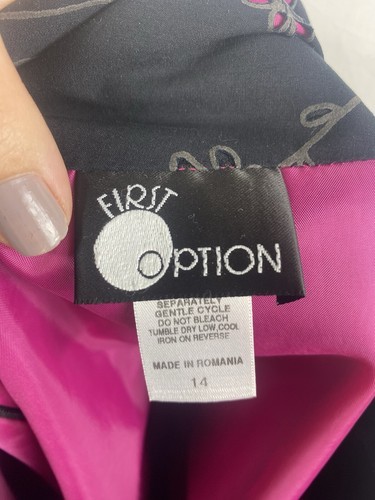 FIRST
OPTION
SEPARATELY
GENTLE CYCLE
DO NOT BLEACH
TUMBLE DRY LOW, COOL
IRON ON REVERSE
MADE IN ROMANIA
14